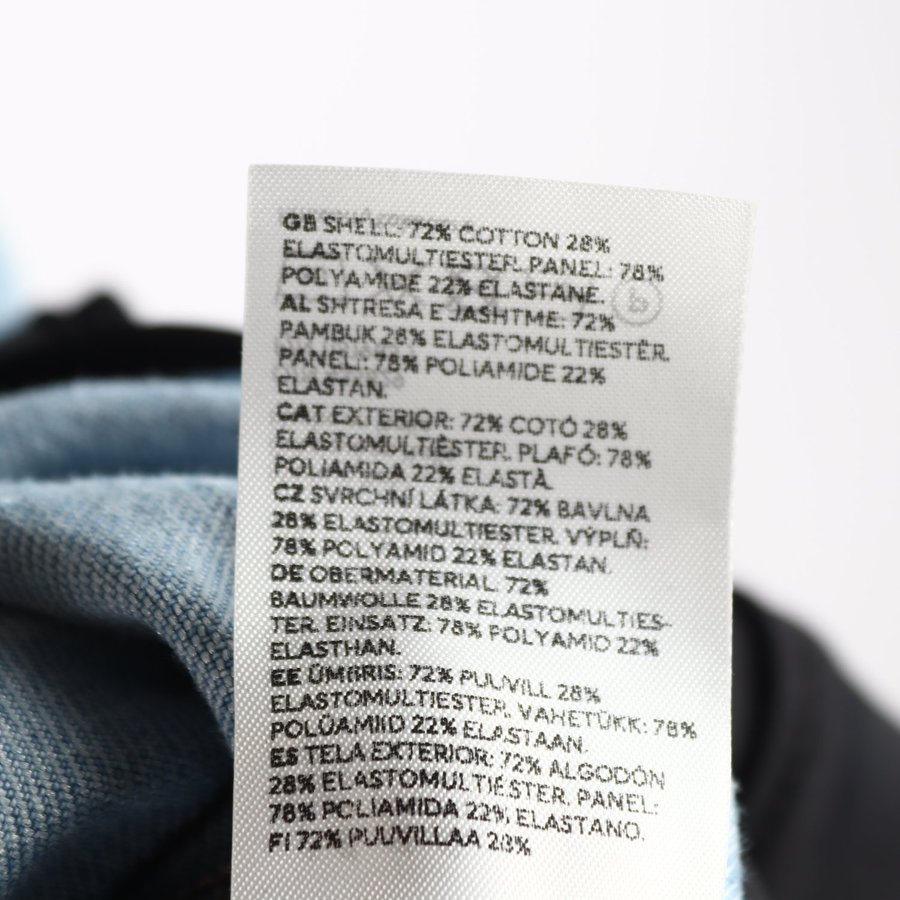 GB SHELL: 72% COTTON 28%
ELASTOMULTIESTER. PANEL: 78%
POLYAMIDE 22% ELASTANE.
AL SHTRESA E JASHTME: 72%
PAMBUK 28% ELASTOMULTIESTËR.
PANEL:: 78% POLIAMIDE 22%
ELASTAN.
CAT EXTERIOR: 72% COTÓ 28%
ELASTOMULTIÈSTER. PLAFÓ: 78%
POLIAMIDA 22% ELASTÀ.
CZ SVRCHNÍ LÁTKA: 72% BAVLNA
28% ELASTOMULTIESTER. VÝPLŇ:
78% POLYAMID 22% ELASTAN.
DE OBERMATERIAL: 72%
BAUMWOLLE 28% ELASTOMULTIES-
TER. EINSATZ: 78% POLYAMID 22%
ELASTHAN.
EE ÜMBRIS: 72% PUUVILL 28%
ELASTOMULTIESTER. VAHETÜKK: 78%
POLÜAMIID 22% ELASTAAN.
ES TELA EXTERIOR: 72% ALGODÓN
28% ELASTOMULTIÉSTER. PANEL:
78% POLIAMIDA 22% ELASTANO.
FI 72% PUUVILLAA 28%